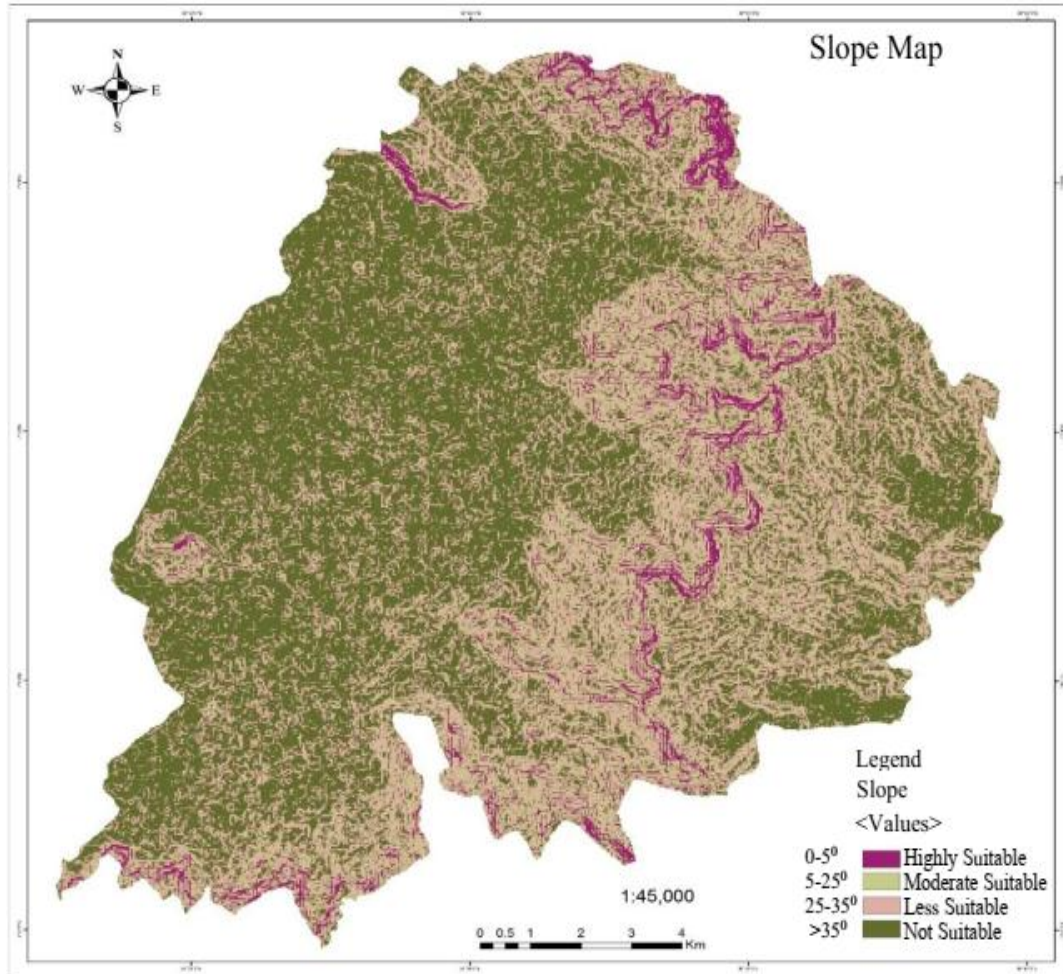 Slope Map
N
W E
S
Legend
Slope
<Values>
0-5⁰ Highly Suitable
5-25⁰ Moderate Suitable
25-35⁰ Less Suitable
>35⁰ Not Suitable
1:45,000
0 0.5 1 2 3 4
Km